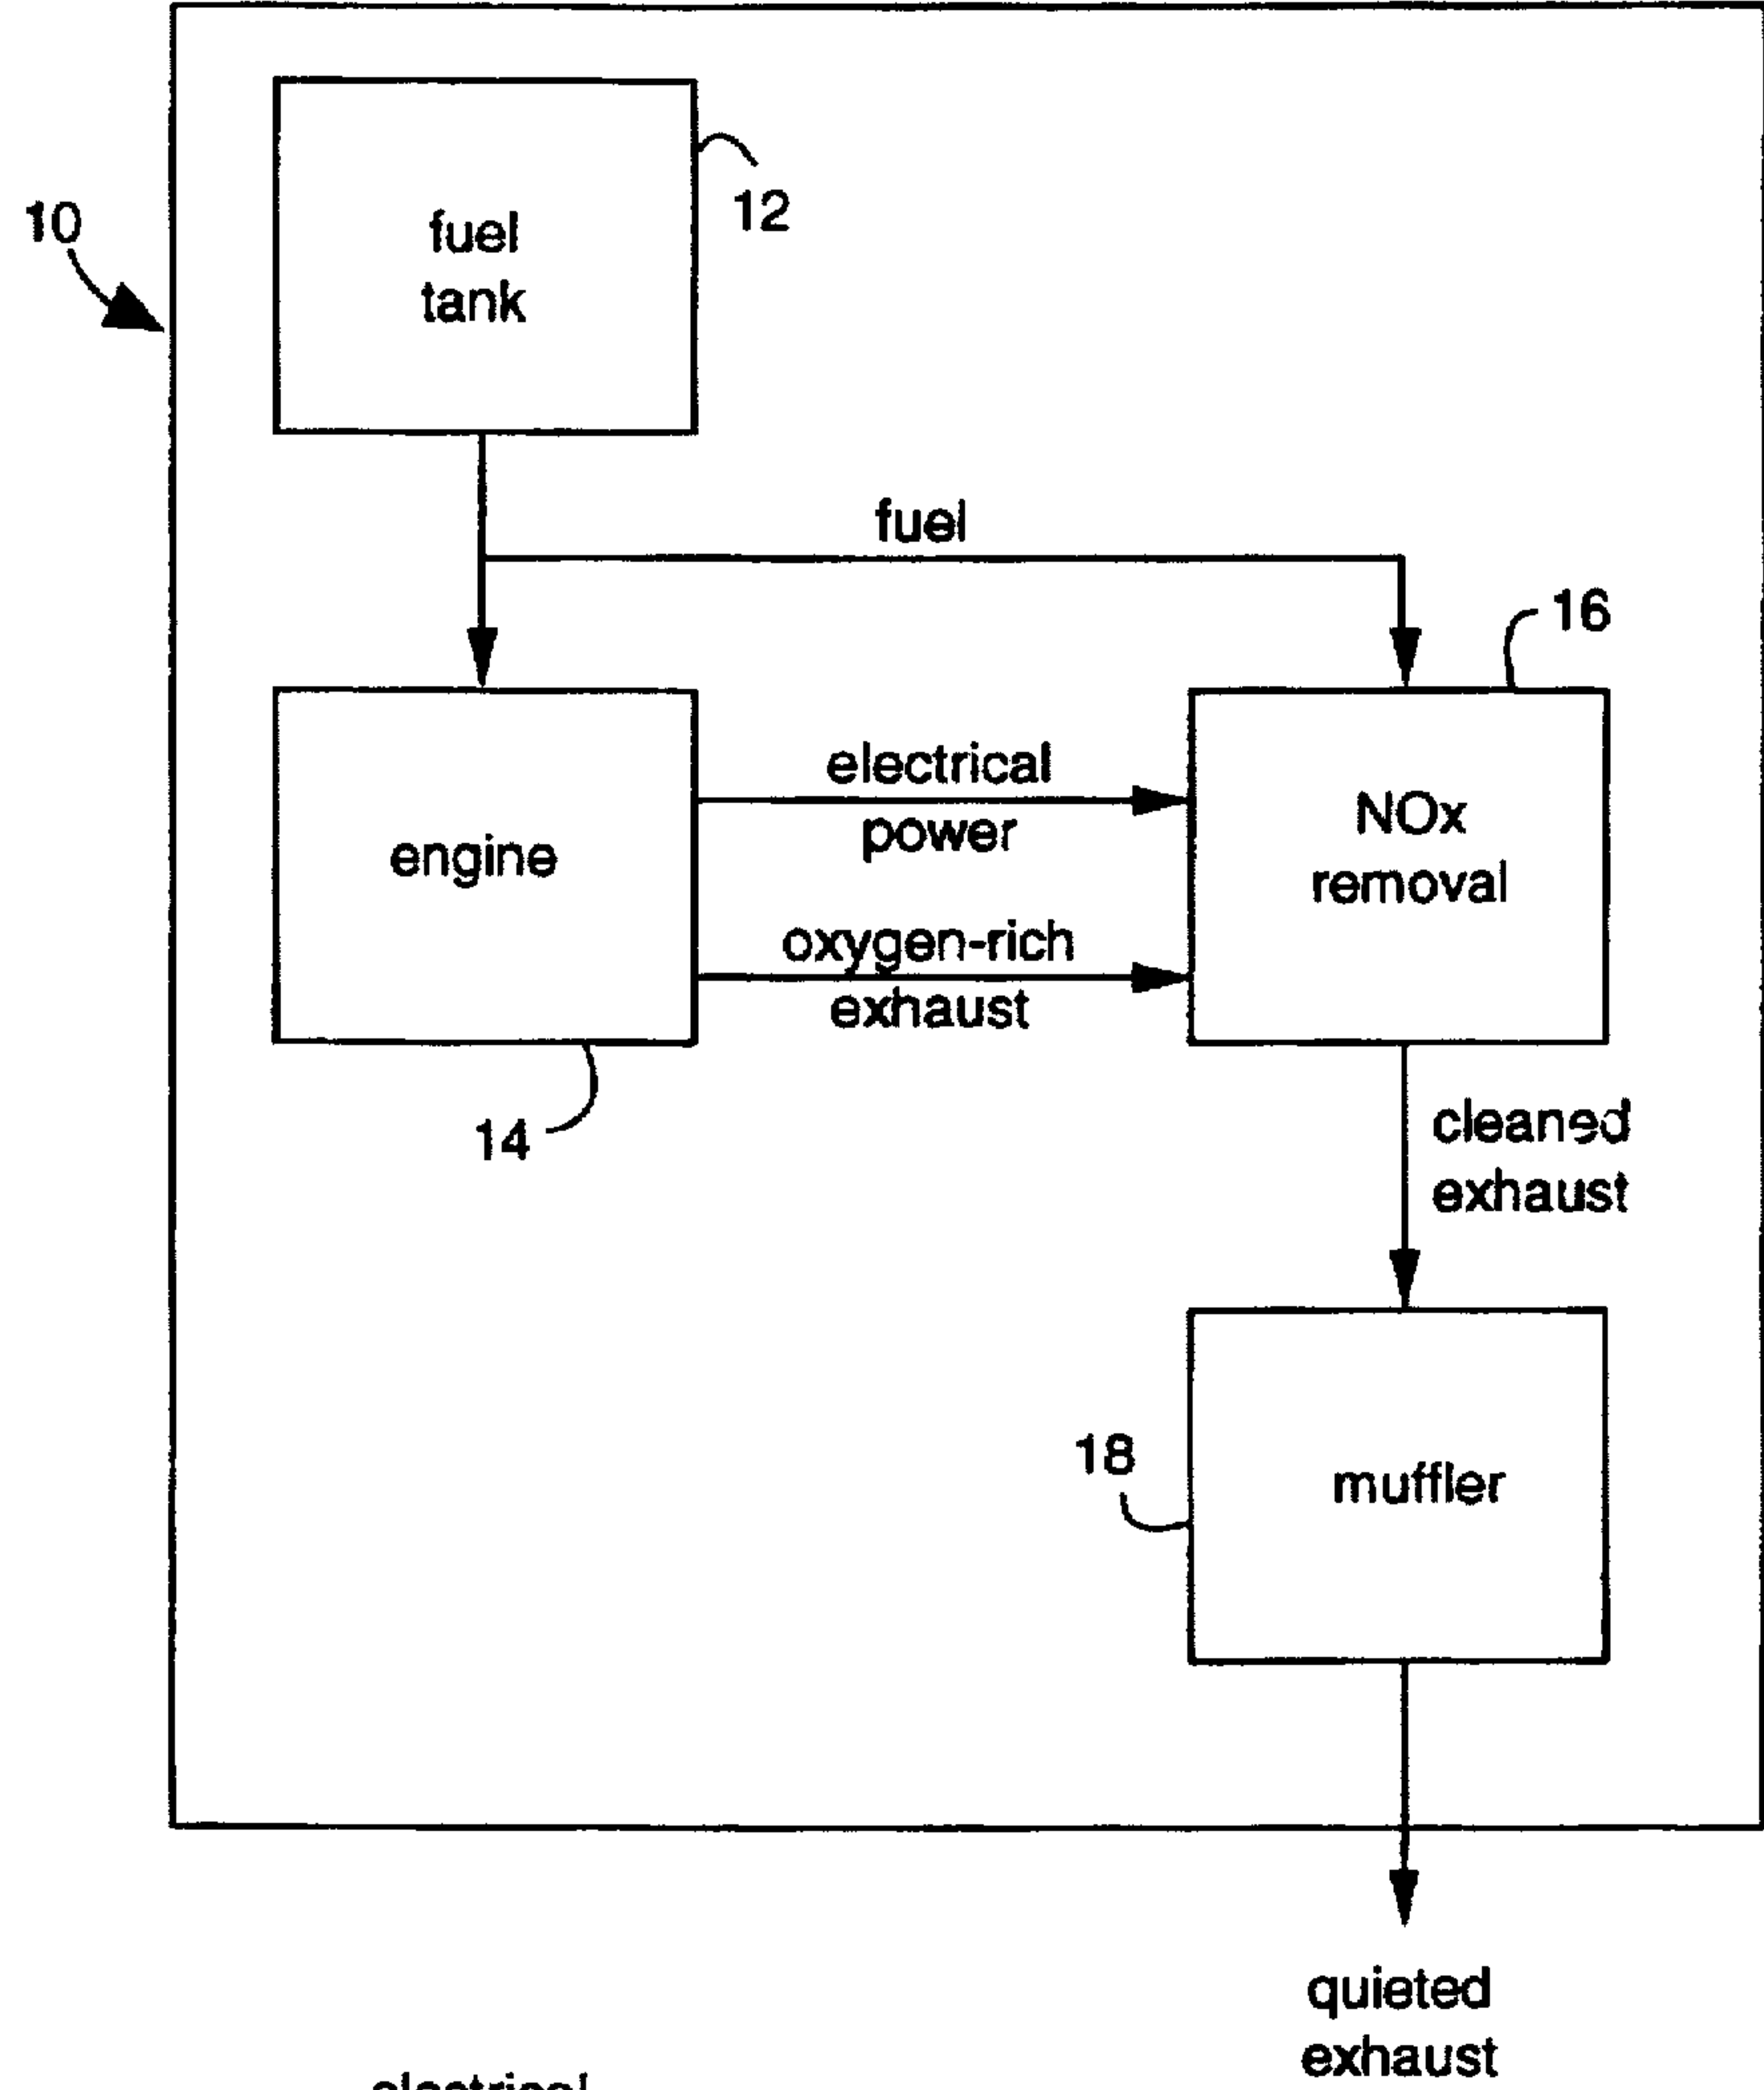 fuel
tank
12
10
fuel
16
electrical
power
NOx
removal
engine
oxygen-rich
exhaust
14
cleaned
exhaust
18
muffler
quieted
exhaust
electrical